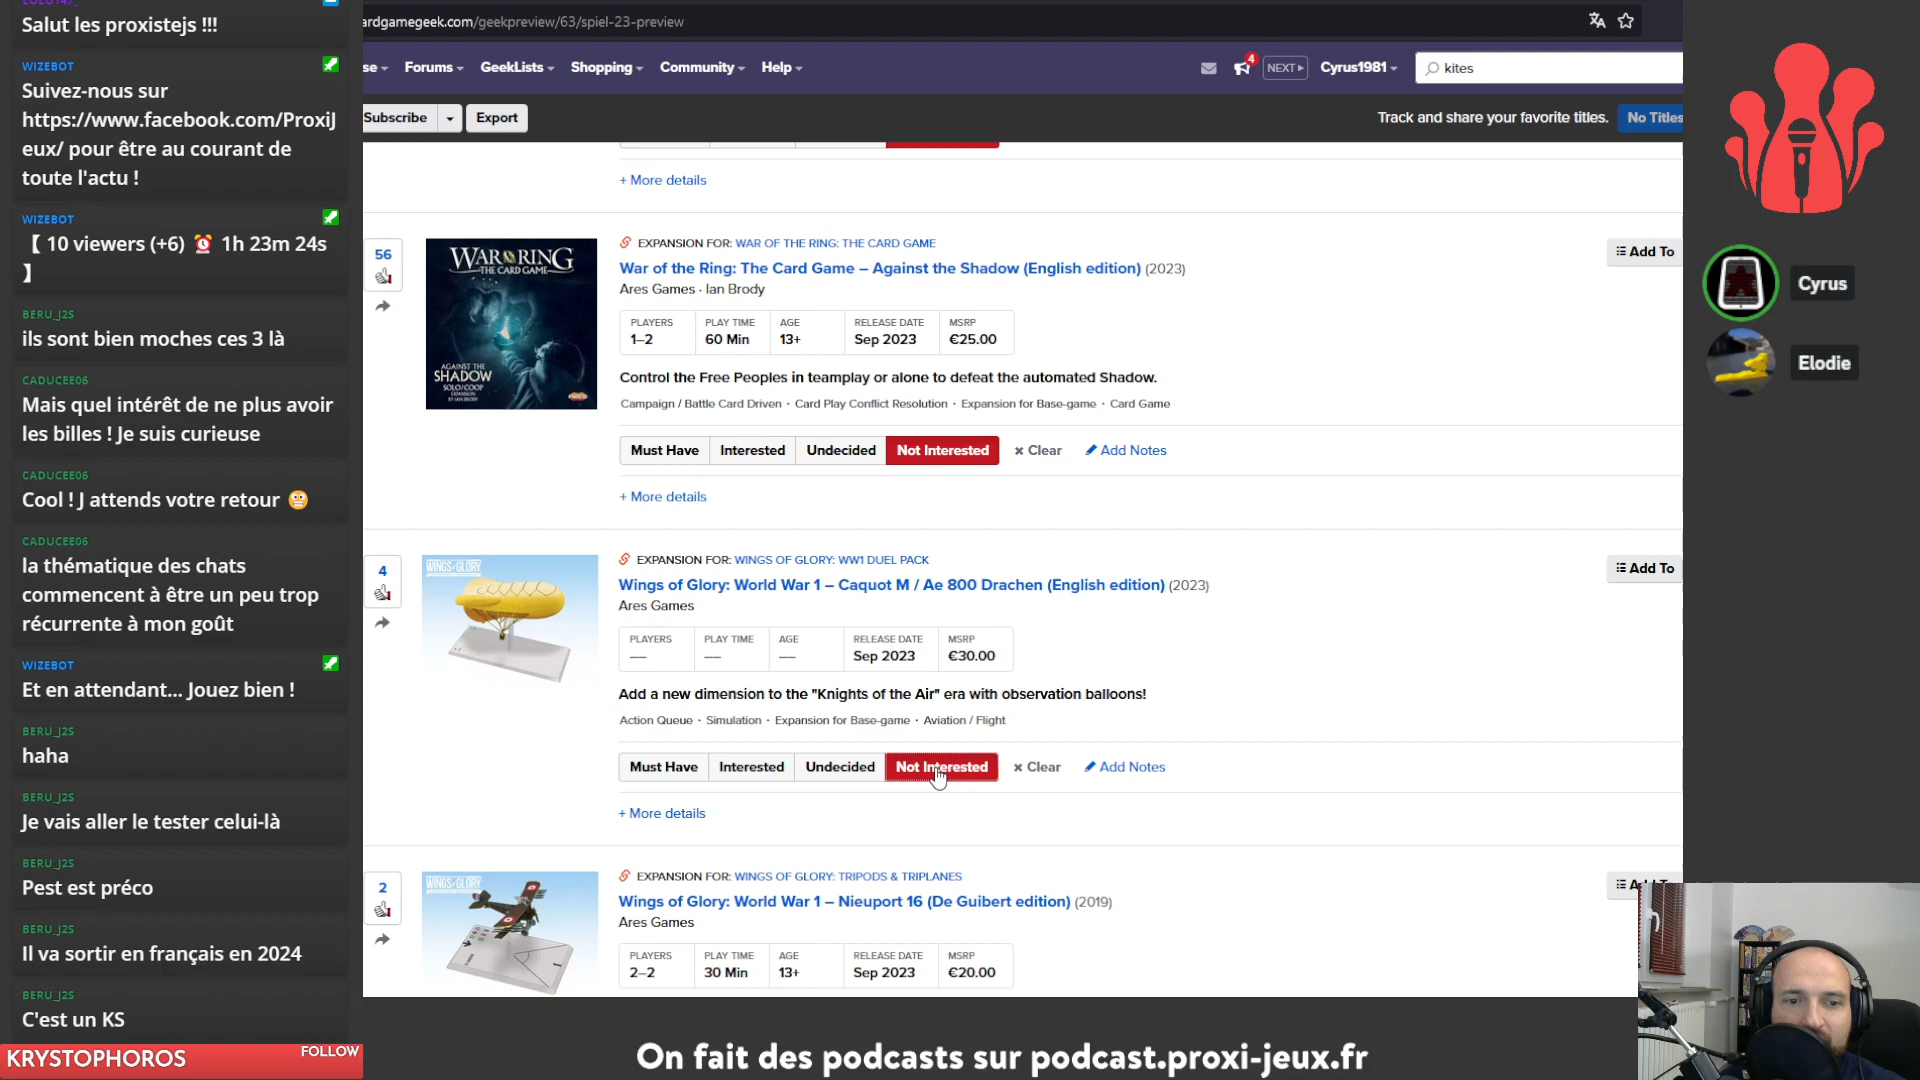 Salut les proxistejs !!!
WIZEBOT
Suivez-nous sur
https://www.facebook.com/ProxiJ
eux/ pour être au courant de
toute l'actu !
WIZEBOT
【 10 viewers (+6) ⏰ 1h 23m 24s
】
BERU_J2S
ils sont bien moches ces 3 là
CADUCEE06
Mais quel intérêt de ne plus avoir
les billes ! Je suis curieuse
CADUCEE06
Cool ! J attends votre retour 😬
CADUCEE06
la thématique des chats
commencent à être un peu trop
récurrente à mon goût
WIZEBOT
Et en attendant... Jouez bien !
BERU_J2S
haha
BERU_J2S
Je vais aller le tester celui-là
BERU_J2S
Pest est préco
BERU_J2S
Il va sortir en français en 2024
BERU_J2S
C'est un KS
KRYSTOPHOROS FOLLOW
ardgamegeek.com/geekpreview/63/spiel-23-preview
se Forums GeekLists Shopping Community Help 4 NEXT Cyrus1981 kites
Subscribe Export Track and share your favorite titles. No Titles
+ More details
56
WAR OF THE RING
THE CARD GAME
AGAINST THE
SHADOW
SOLO/COOP
EXPANSION
BY IAN BRODY
EXPANSION FOR: WAR OF THE RING: THE CARD GAME
War of the Ring: The Card Game – Against the Shadow (English edition) (2023)
Ares Games · Ian Brody
PLAYERS PLAY TIME AGE RELEASE DATE MSRP
1–2 60 Min 13+ Sep 2023 €25.00
Control the Free Peoples in teamplay or alone to defeat the automated Shadow.
Campaign / Battle Card Driven · Card Play Conflict Resolution · Expansion for Base-game · Card Game
Must Have Interested Undecided Not Interested × Clear Add Notes
+ More details
Add To
4
WINGS OF GLORY
EXPANSION FOR: WINGS OF GLORY: WW1 DUEL PACK
Wings of Glory: World War 1 – Caquot M / Ae 800 Drachen (English edition) (2023)
Ares Games
PLAYERS PLAY TIME AGE RELEASE DATE MSRP
— — — Sep 2023 €30.00
Add a new dimension to the "Knights of the Air" era with observation balloons!
Action Queue · Simulation · Expansion for Base-game · Aviation / Flight
Must Have Interested Undecided Not Interested × Clear Add Notes
+ More details
Add To
2
WINGS OF GLORY
EXPANSION FOR: WINGS OF GLORY: TRIPODS & TRIPLANES
Wings of Glory: World War 1 – Nieuport 16 (De Guibert edition) (2019)
Ares Games
PLAYERS PLAY TIME AGE RELEASE DATE MSRP
2–2 30 Min 13+ Sep 2023 €20.00
Cyrus
Elodie
On fait des podcasts sur podcast.proxi-jeux.fr